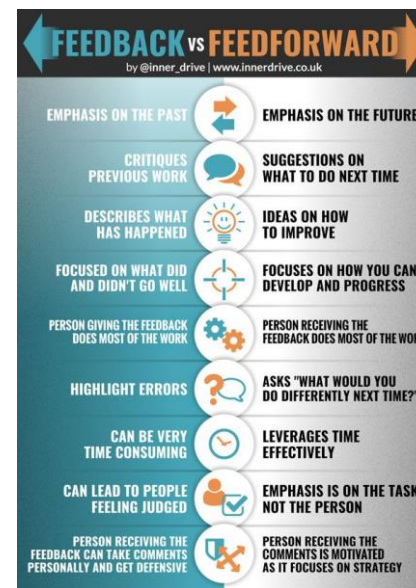 FEEDBACK VS FEEDFORWARD
by @inner_drive | www.innerdrive.co.uk
EMPHASIS ON THE PAST
EMPHASIS ON THE FUTURE
CRITIQUES
PREVIOUS WORK
SUGGESTIONS ON
WHAT TO DO NEXT TIME
DESCRIBES WHAT
HAS HAPPENED
IDEAS ON HOW
TO IMPROVE
FOCUSED ON WHAT DID
AND DIDN'T GO WELL
FOCUSES ON HOW YOU CAN
DEVELOP AND PROGRESS
PERSON GIVING THE FEEDBACK
DOES MOST OF THE WORK
PERSON RECEIVING THE
FEEDBACK DOES MOST OF THE WOR
HIGHLIGHT ERRORS
ASKS "WHAT WOULD YOU
DO DIFFERENTLY NEXT TIME?"
CAN BE VERY
TIME CONSUMING
LEVERAGES TIME
EFFECTIVELY
CAN LEAD TO PEOPLE
FEELING JUDGED
EMPHASIS IS ON THE TASK
NOT THE PERSON
PERSON RECEIVING THE
FEEDBACK CAN TAKE COMMENTS
PERSONALLY AND GET DEFENSIVE
PERSON RECEIVING THE
COMMENTS IS MOTIVATED
AS IT FOCUSES ON STRATEGY